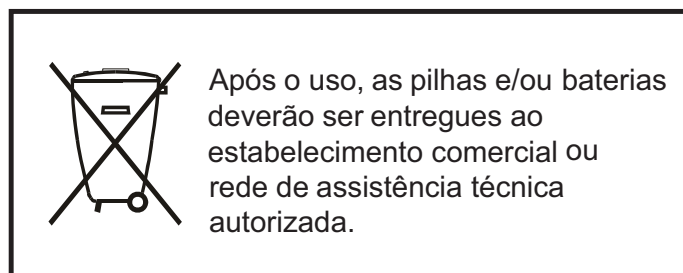 Após o uso, as pilhas e/ou baterias
deverão ser entregues ao
estabelecimento comercial ou
rede de assistência técnica
autorizada.